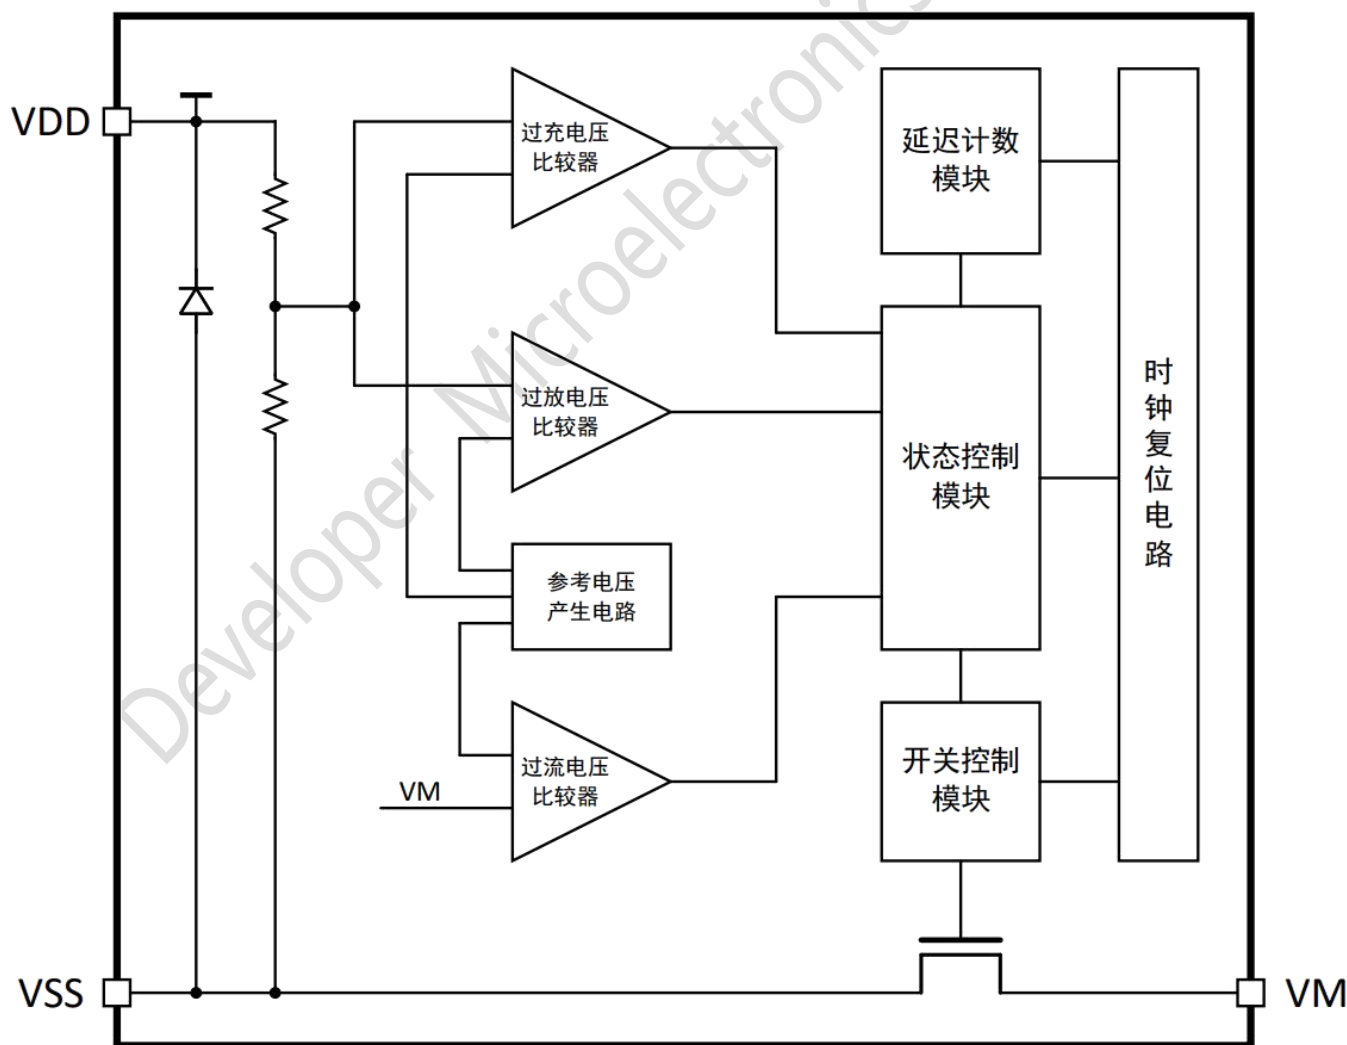 VDD
过充电压
比较器
延迟计数
模块
过放电压
比较器
状态控制
模块
时钟复位电路
参考电压
产生电路
过流电压
比较器
VM
开关控制
模块
VSS
VM
Developer Microelectronics